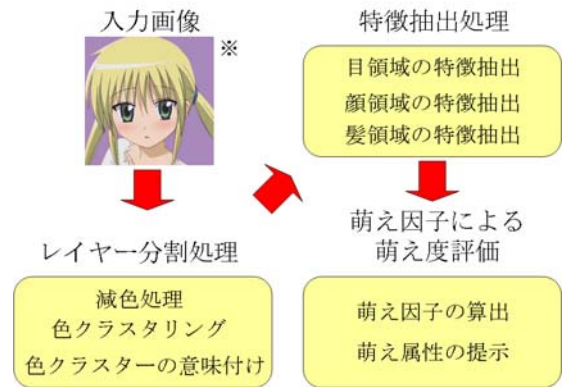 入力画像
※
レイヤー分割処理
減色処理
色クラスタリング
色クラスターの意味付け
特徴抽出処理
目領域の特徴抽出
顔領域の特徴抽出
髪領域の特徴抽出
萌え因子による
萌え度評価
萌え因子の算出
萌え属性の提示